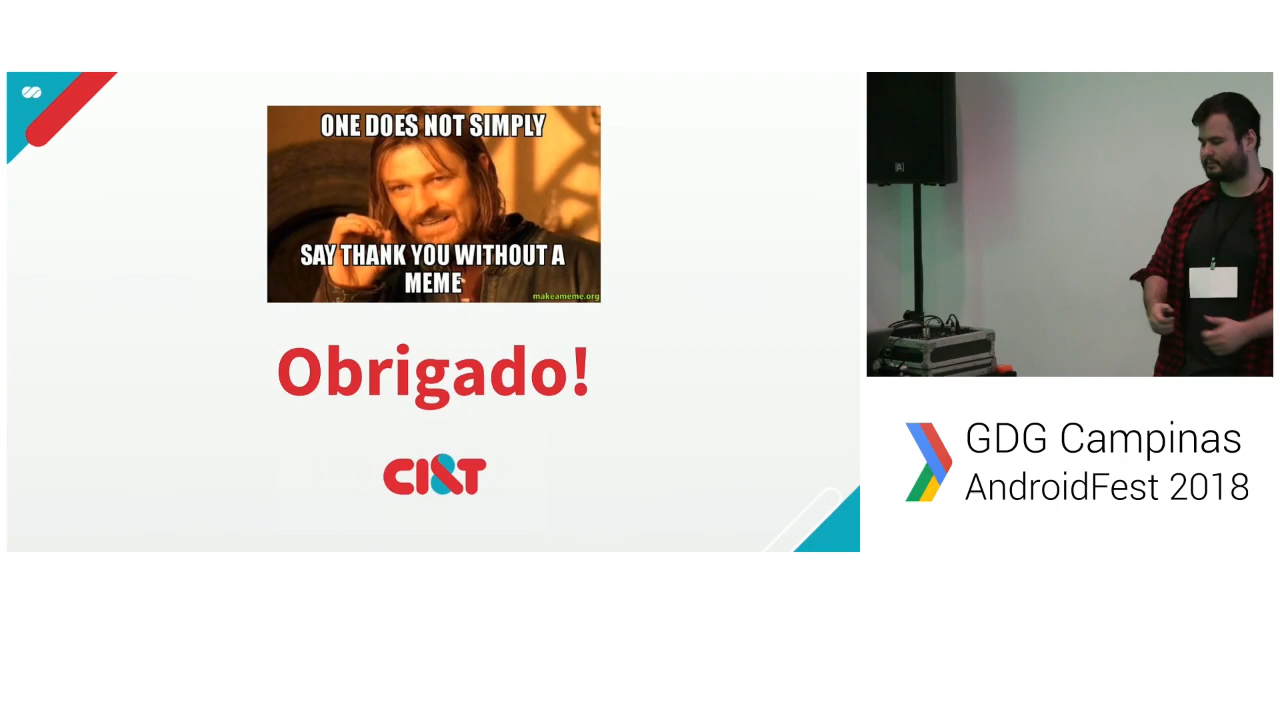 ONE DOES NOT SIMPLY
SAY THANK YOU WITHOUT A
MEME
makeameme.org
Obrigado!
CI&T
GDG Campinas
AndroidFest 2018